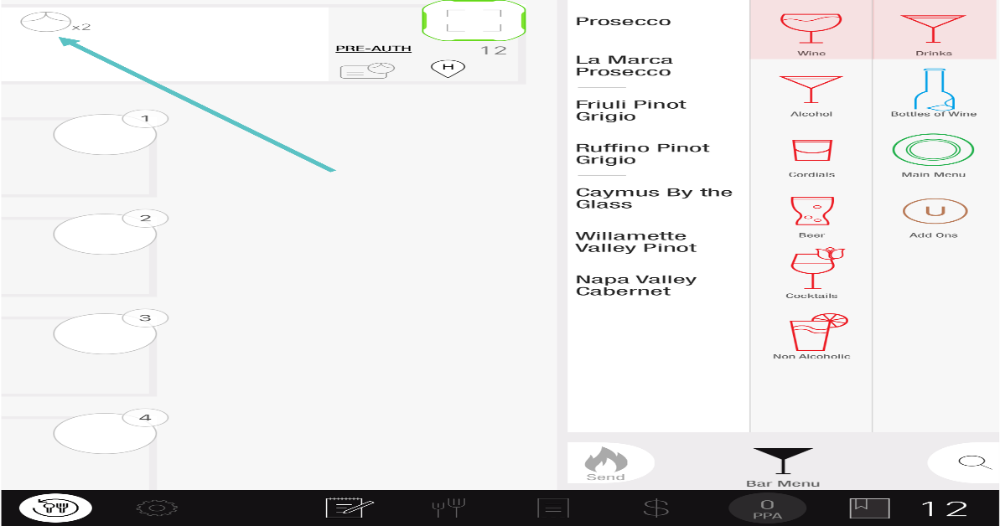 x2
PRE-AUTH
12
H
1
2
3
4
Prosecco
La Marca
Prosecco
Friuli Pinot
Grigio
Ruffino Pinot
Grigio
Caymus By the
Glass
Willamette
Valley Pinot
Napa Valley
Cabernet
Wine
Alcohol
Cordials
Beer
Cocktails
Non Alcoholic
Drinks
Bottles of Wine
Main Menu
U
Add Ons
Send
Bar Menu
$
0
PPA
12